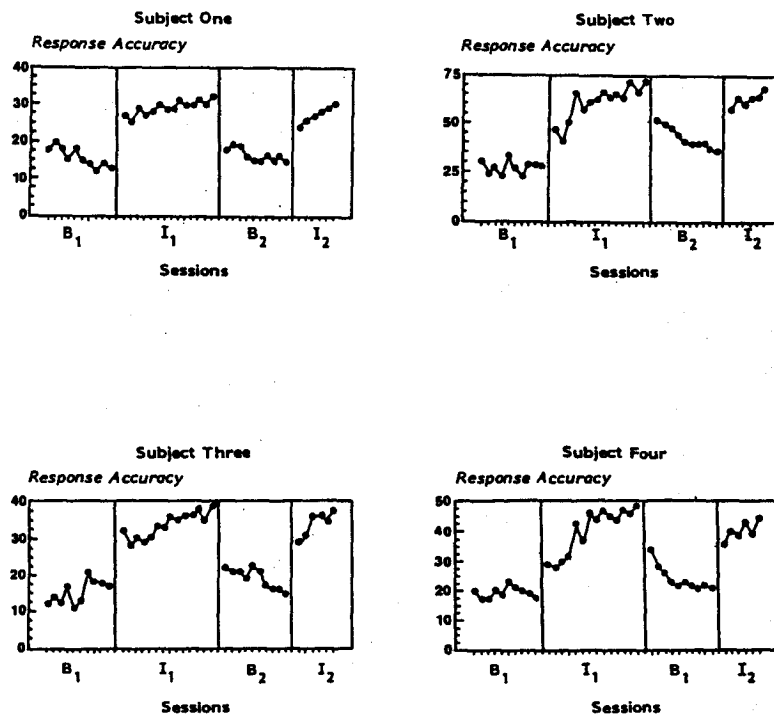 Subject One
Response Accuracy
40
30
20
10
0
B1 I1 B2 I2
Sessions
Subject Two
Response Accuracy
75
50
25
0
B1 I1 B2 I2
Sessions
Subject Three
Response Accuracy
40
30
20
10
0
B1 I1 B2 I2
Sessions
Subject Four
Response Accuracy
50
40
30
20
10
0
B1 I1 B1 I2
Sessions